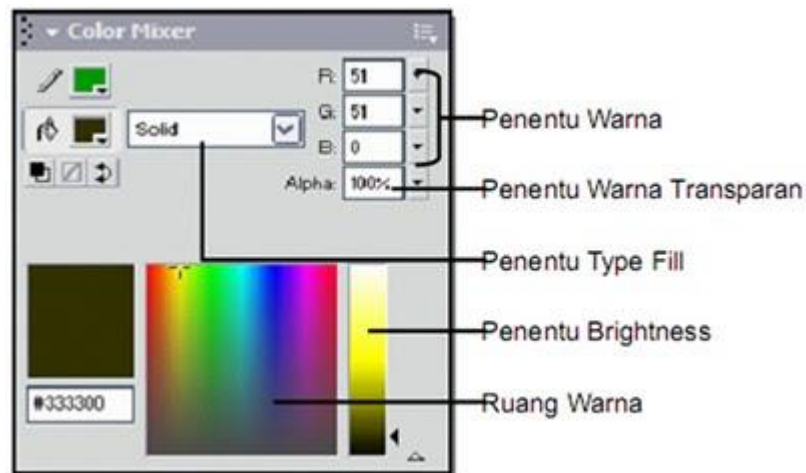 Color Mixer
R: 51
G: 51
Solid
B: 0
Alpha: 100%
#333300
Penentu Warna
Penentu Warna Transparan
Penentu Type Fill
Penentu Brightness
Ruang Warna